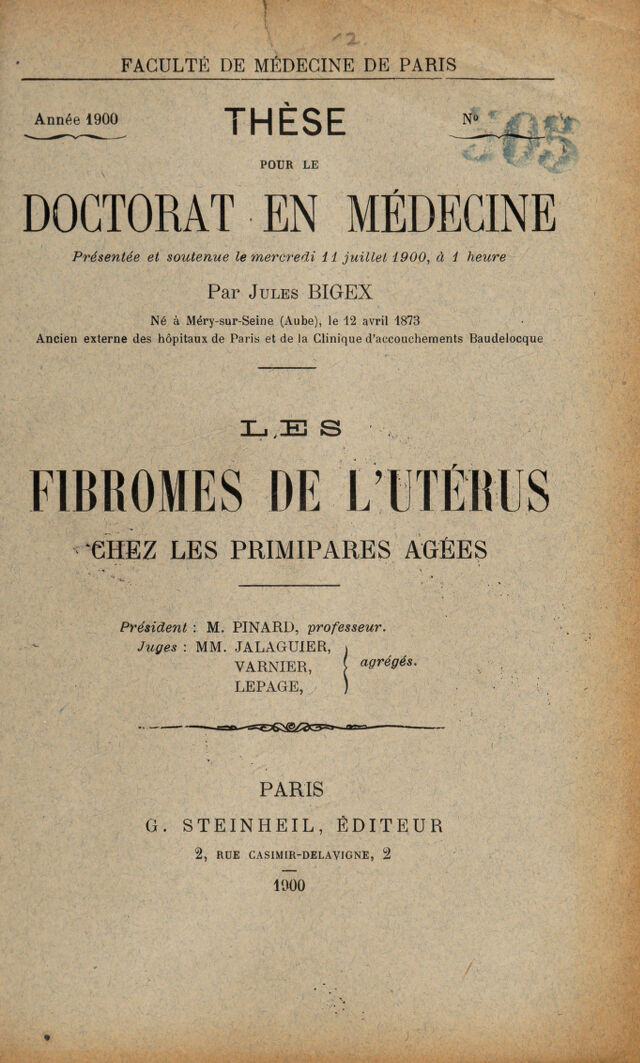 2.
FACULTÉ DE MÉDECINE DE PARIS
Année 1900
THÈSE
Nº 505
POUR LE
DOCTORAT EN MÉDECINE
Présentée et soutenue le mercredi 11 juillet 1900, à 1 heure
Par JULES BIGEX
Né à Méry-sur-Seine (Aube), le 12 avril 1873
Ancien externe des hôpitaux de Paris et de la Clinique d'accouchements Baudelocque
LES
FIBROMES DE L'UTÉRUS
CHEZ LES PRIMIPARES AGÉES
Président : M. PINARD, professeur.
Juges : MM. JALAGUIER,
VARNIER, agrégés.
LEPAGE,
PARIS
G. STEINHEIL, ÉDITEUR
2, RUE CASIMIR-DELAVIGNE, 2
1900